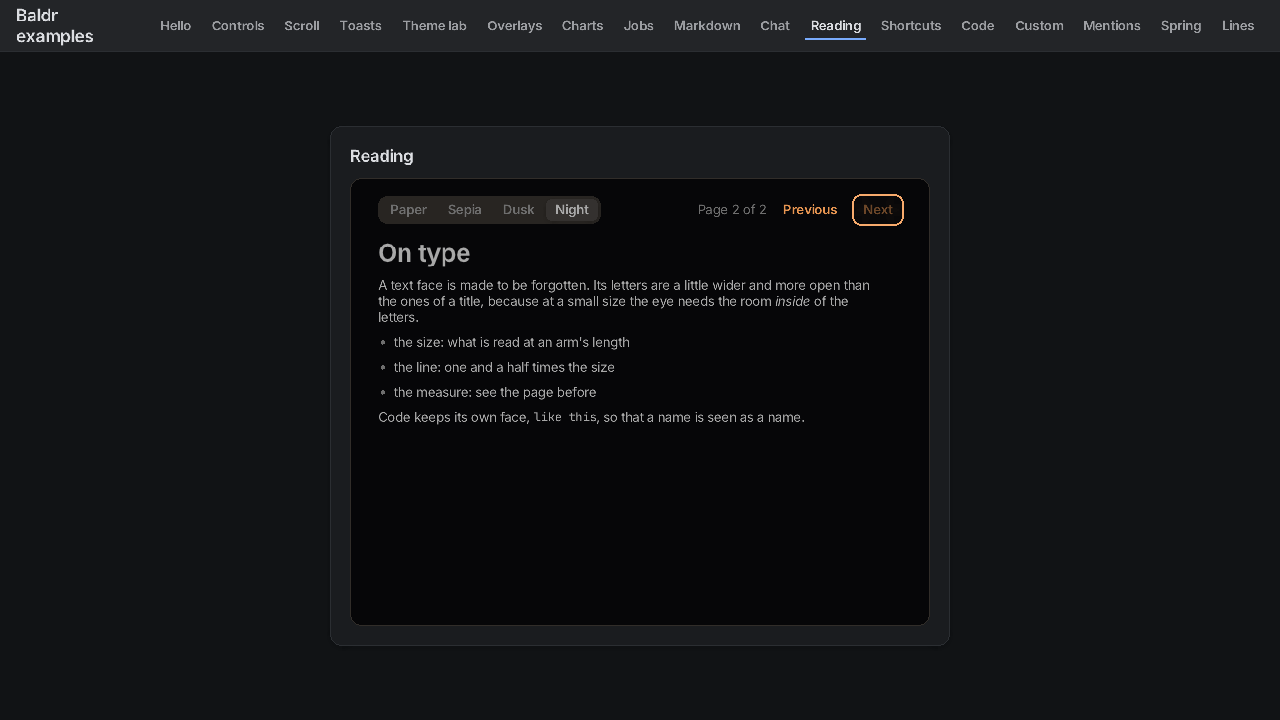 Baldr
examples
Hello Controls Scroll Toasts Theme lab Overlays Charts Jobs Markdown Chat Reading Shortcuts Code Custom Mentions Spring Lines
Reading
Paper Sepia Dusk Night Page 2 of 2 Previous Next
On type
A text face is made to be forgotten. Its letters are a little wider and more open than
the ones of a title, because at a small size the eye needs the room inside of the
letters.
• the size: what is read at an arm's length
• the line: one and a half times the size
• the measure: see the page before
Code keeps its own face, like this, so that a name is seen as a name.